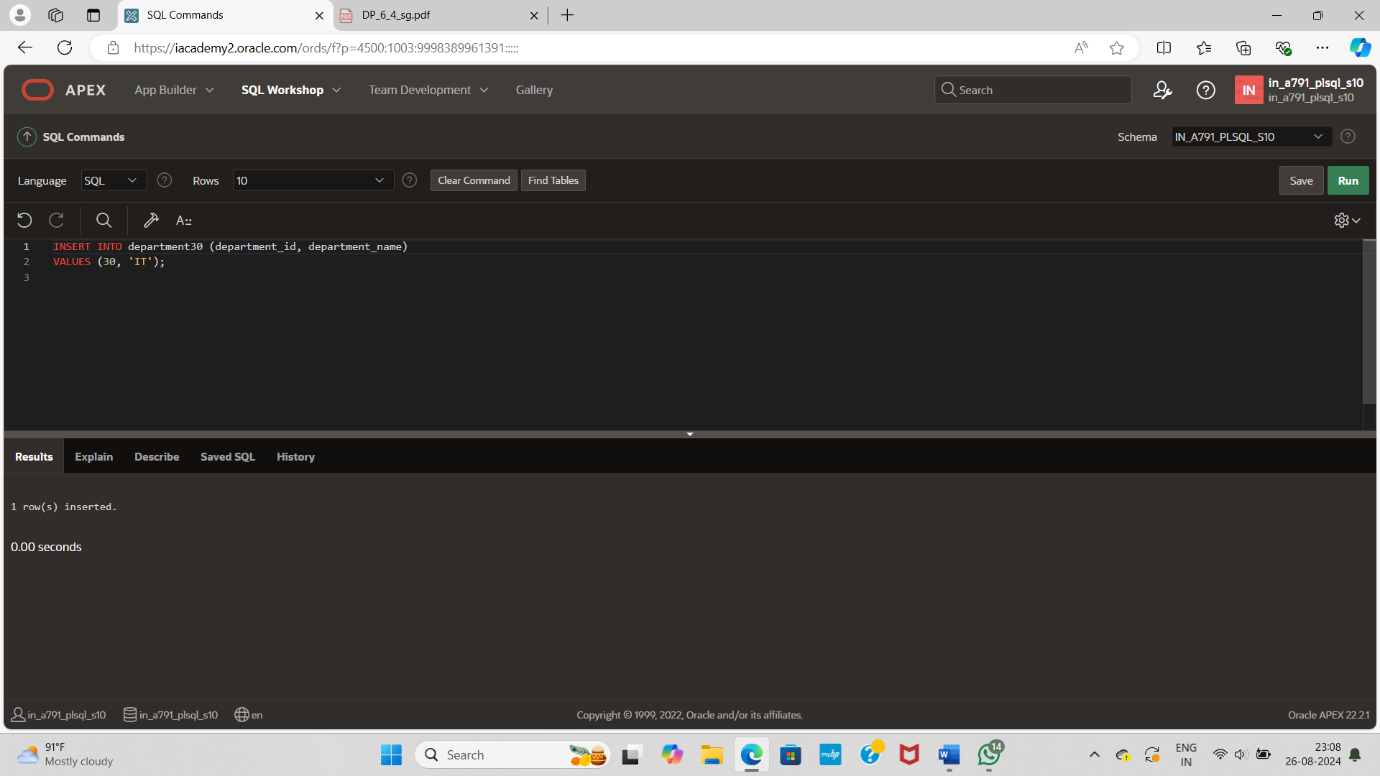 SQL Commands
DP_6_4_sg.pdf
https://iacademy2.oracle.com/ords/f?p=4500:1003:9998389961391:::::
APEX
App Builder
SQL Workshop
Team Development
Gallery
Search
IN
in_a791_plsql_s10
in_a791_plsql_s10
SQL Commands
Schema
IN_A791_PLSQL_S10
Language
SQL
Rows
10
Clear Command
Find Tables
Save
Run
1 INSERT INTO department30 (department_id, department_name)
2 VALUES (30, 'IT');
3
Results
Explain
Describe
Saved SQL
History
1 row(s) inserted.
0.00 seconds
in_a791_plsql_s10
in_a791_plsql_s10
en
Copyright © 1999, 2022, Oracle and/or its affiliates.
Oracle APEX 22.2.1
91°F
Mostly cloudy
Search
14
ENG
IN
23:08
26-08-2024